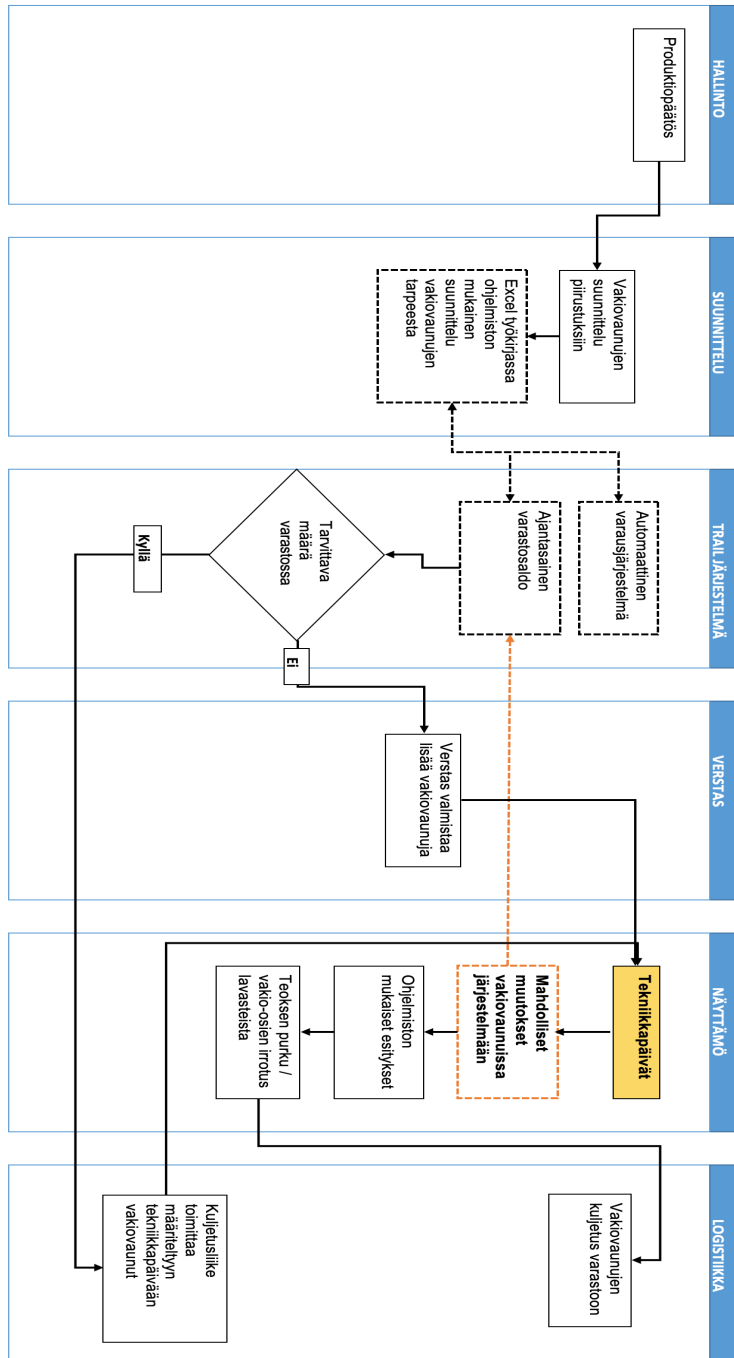 HALLINTO
Produktiopäätös
SUUNNITTELU
Vakiovaunujen
suunnittelu
piirustuksiin
Excel työkirjassa
ohjelmiston
mukainen
suunnittelu
vakiovaunujen
tarpeesta
TRAIL JÄRJESTELMÄ
Automaattinen
varausjärjestelmä
Ajantasainen
varastosaldo
Tarvittava
määrä
varastossa
Kyllä
Ei
VERSTAS
Verstas valmistaa
lisää vakiovaunuja
NÄYTTÄMÖ
Tekniikkapäivät
Mahdolliset
muutokset
vakiovaunuissa
järjestelmään
Ohjelmiston
mukaiset esitykset
Teoksen purku /
vakio-osien irrotus
lavasteista
LOGISTIIKKA
Vakiovaunujen
kuljetus varastoon
Kuljetusliike
toimittaa
määriteltyyn
tekniikkapäivään
vakiovaunut